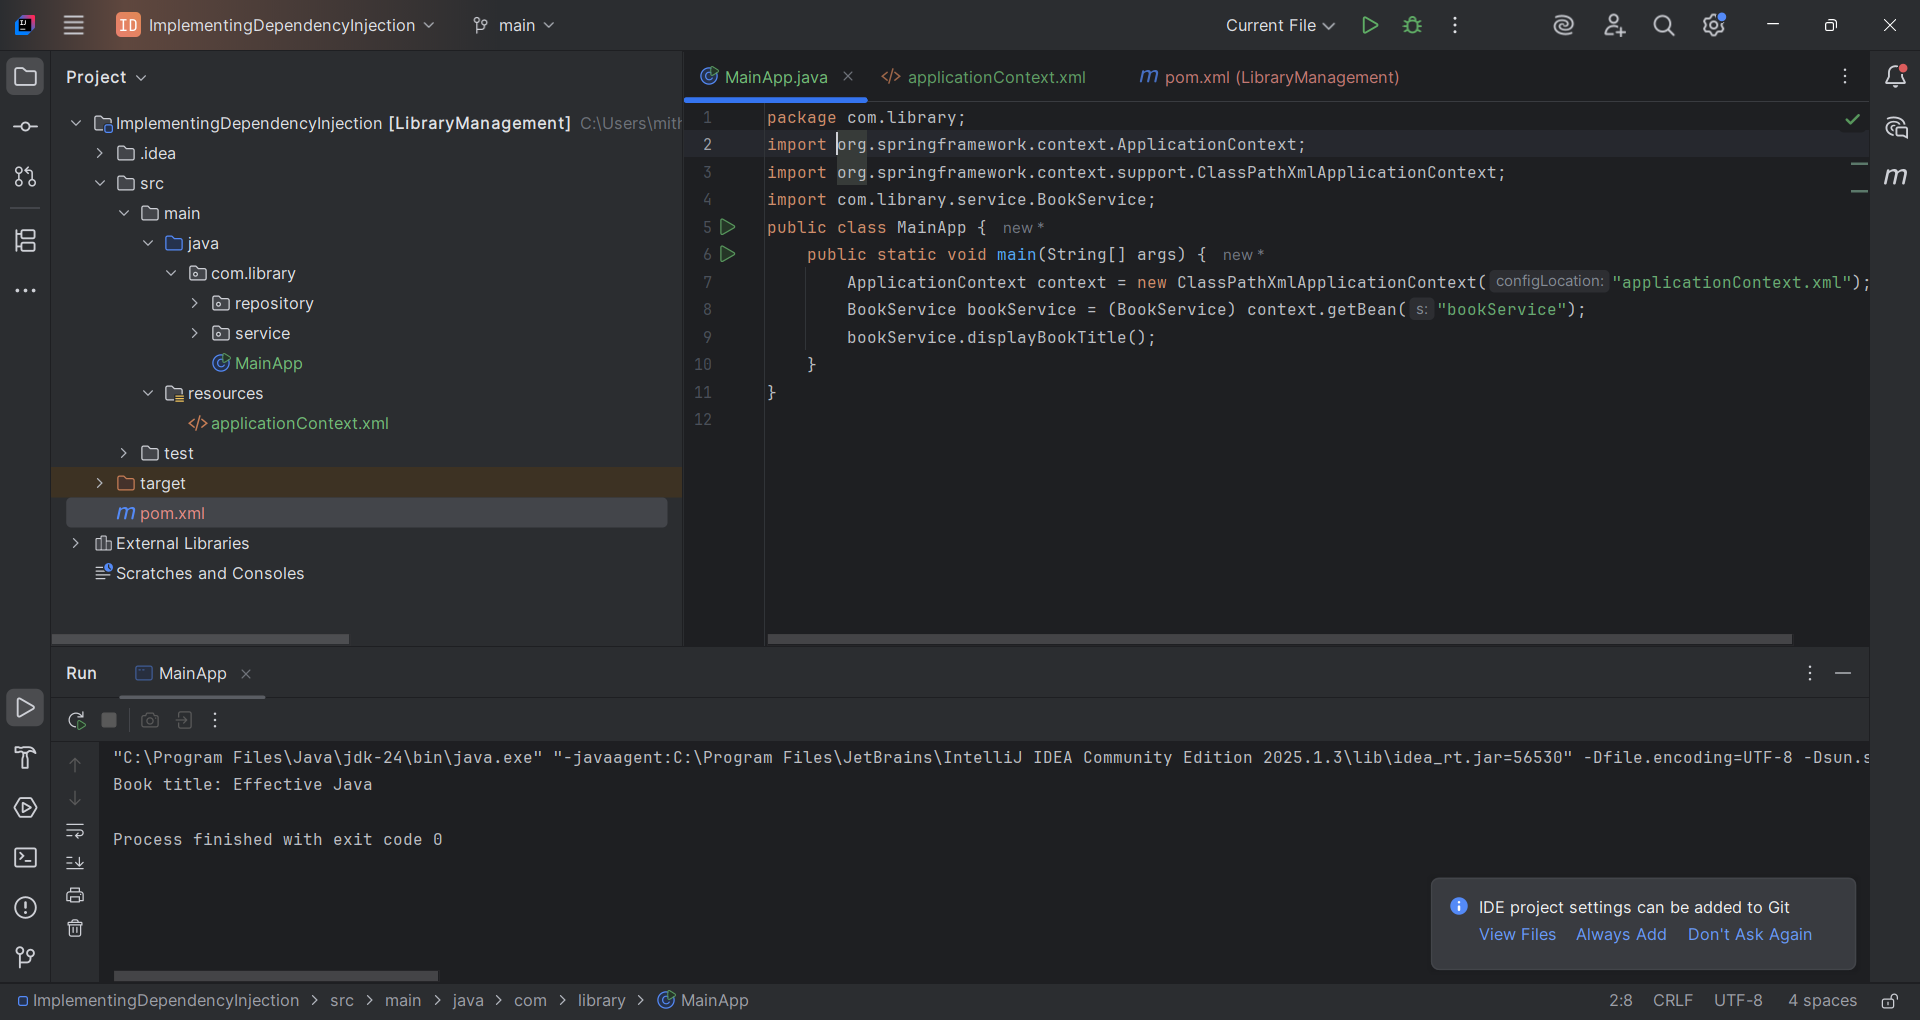 ID ImplementingDependencyInjection main Current File
Project
ImplementingDependencyInjection [LibraryManagement] C:\Users\mith
.idea
src
main
java
com.library
repository
service
MainApp
resources
applicationContext.xml
test
target
m pom.xml
External Libraries
Scratches and Consoles
MainApp.java applicationContext.xml m pom.xml (LibraryManagement)
1 package com.library;
2 import org.springframework.context.ApplicationContext;
3 import org.springframework.context.support.ClassPathXmlApplicationContext;
4 import com.library.service.BookService;
5 public class MainApp { new *
6 public static void main(String[] args) { new *
7 ApplicationContext context = new ClassPathXmlApplicationContext( configLocation: "applicationContext.xml");
8 BookService bookService = (BookService) context.getBean( s: "bookService");
9 bookService.displayBookTitle();
10 }
11 }
12
m
Run MainApp
"C:\Program Files\Java\jdk-24\bin\java.exe" "-javaagent:C:\Program Files\JetBrains\IntelliJ IDEA Community Edition 2025.1.3\lib\idea_rt.jar=56530" -Dfile.encoding=UTF-8 -Dsun.s
Book title: Effective Java
Process finished with exit code 0
IDE project settings can be added to Git
View Files Always Add Don't Ask Again
ImplementingDependencyInjection > src > main > java > com > library > MainApp
2:8 CRLF UTF-8 4 spaces